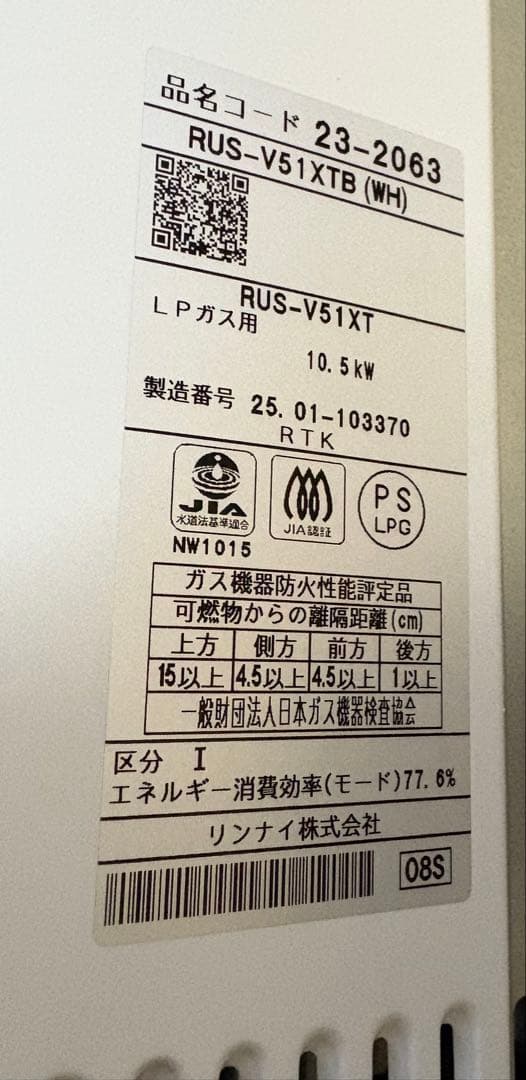 品名コード 23-2063
RUS-V51XTB(WH)
RUS-V51XT
LPガス用
10.5kW
製造番号 25.01-103370
RTK
JIA
水道法基準適合
NW1015
JIA認証
PS
LPG
ガス機器防火性能評定品
可燃物からの離隔距離(cm)
上方 側方 前方 後方
15以上 4.5以上 4.5以上 1以上
一般財団法人日本ガス機器検査協会
区分 I
エネルギー消費効率(モード)77.6%
リンナイ株式会社
08S